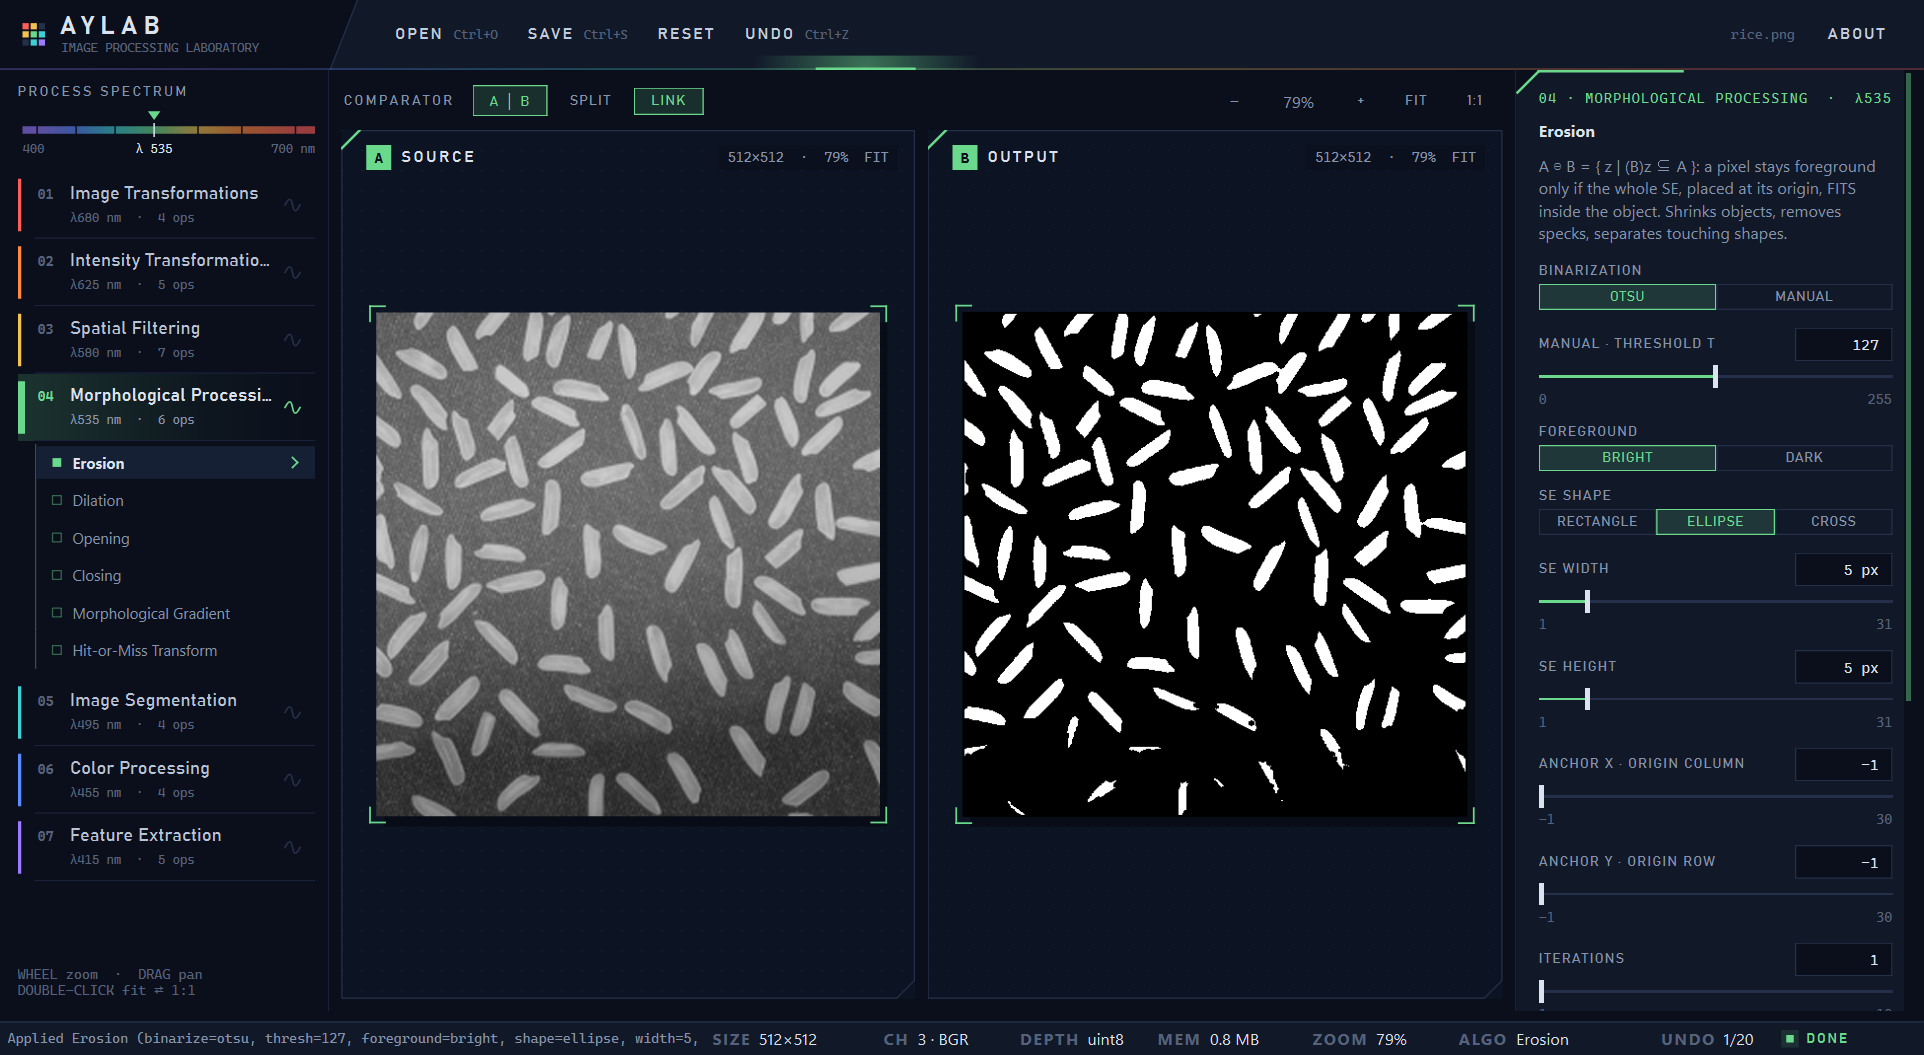 AYLAB
IMAGE PROCESSING LABORATORY
OPEN Ctrl+O SAVE Ctrl+S RESET UNDO Ctrl+Z
rice.png ABOUT
PROCESS SPECTRUM
400 λ 535 700 nm
01 Image Transformations
λ680 nm · 4 ops
02 Intensity Transformatio...
λ625 nm · 5 ops
03 Spatial Filtering
λ580 nm · 7 ops
04 Morphological Processi...
λ535 nm · 6 ops
Erosion
Dilation
Opening
Closing
Morphological Gradient
Hit-or-Miss Transform
05 Image Segmentation
λ495 nm · 4 ops
06 Color Processing
λ455 nm · 4 ops
07 Feature Extraction
λ415 nm · 5 ops
WHEEL zoom · DRAG pan
DOUBLE-CLICK fit ⇄ 1:1
COMPARATOR A | B SPLIT LINK
− 79% + FIT 1:1
A SOURCE 512×512 · 79% FIT
B OUTPUT 512×512 · 79% FIT
04 · MORPHOLOGICAL PROCESSING · λ535
Erosion
A ⊖ B = { z | (B)z ⊆ A }: a pixel stays foreground
only if the whole SE, placed at its origin, FITS
inside the object. Shrinks objects, removes
specks, separates touching shapes.
BINARIZATION
OTSU MANUAL
MANUAL · THRESHOLD T 127
0 255
FOREGROUND
BRIGHT DARK
SE SHAPE
RECTANGLE ELLIPSE CROSS
SE WIDTH 5 px
1 31
SE HEIGHT 5 px
1 31
ANCHOR X · ORIGIN COLUMN −1
−1 30
ANCHOR Y · ORIGIN ROW −1
−1 30
ITERATIONS 1
Applied Erosion (binarize=otsu, thresh=127, foreground=bright, shape=ellipse, width=5, SIZE 512×512 CH 3 · BGR DEPTH uint8 MEM 0.8 MB ZOOM 79% ALGO Erosion UNDO 1/20 DONE